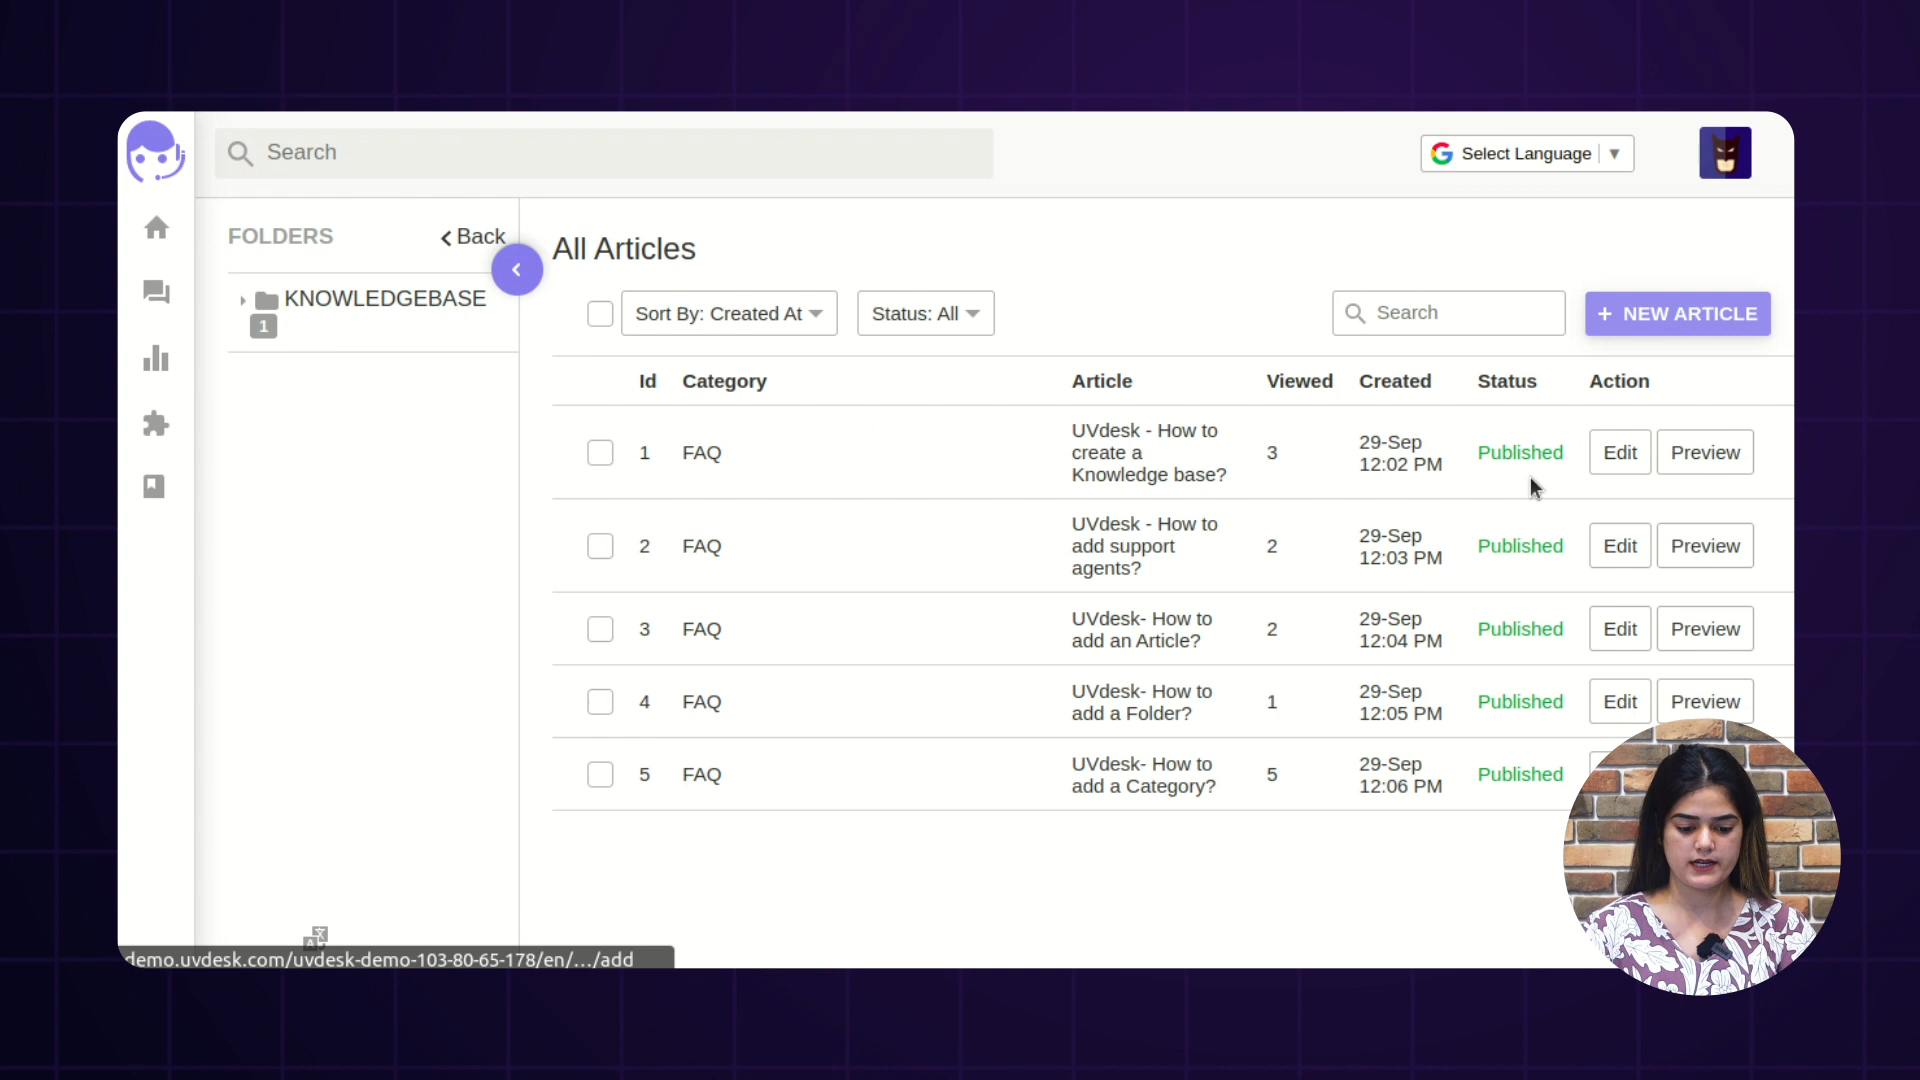 Search
Select Language ▼
FOLDERS
Back
KNOWLEDGEBASE
1
All Articles
Sort By: Created At
Status: All
Search
+ NEW ARTICLE
Id Category Article Viewed Created Status Action
1 FAQ UVdesk - How to create a Knowledge base? 3 29-Sep 12:02 PM Published Edit Preview
2 FAQ UVdesk - How to add support agents? 2 29-Sep 12:03 PM Published Edit Preview
3 FAQ UVdesk- How to add an Article? 2 29-Sep 12:04 PM Published Edit Preview
4 FAQ UVdesk- How to add a Folder? 1 29-Sep 12:05 PM Published Edit Preview
5 FAQ UVdesk- How to add a Category? 5 29-Sep 12:06 PM Published
demo.uvdesk.com/uvdesk-demo-103-80-65-178/en/.../add